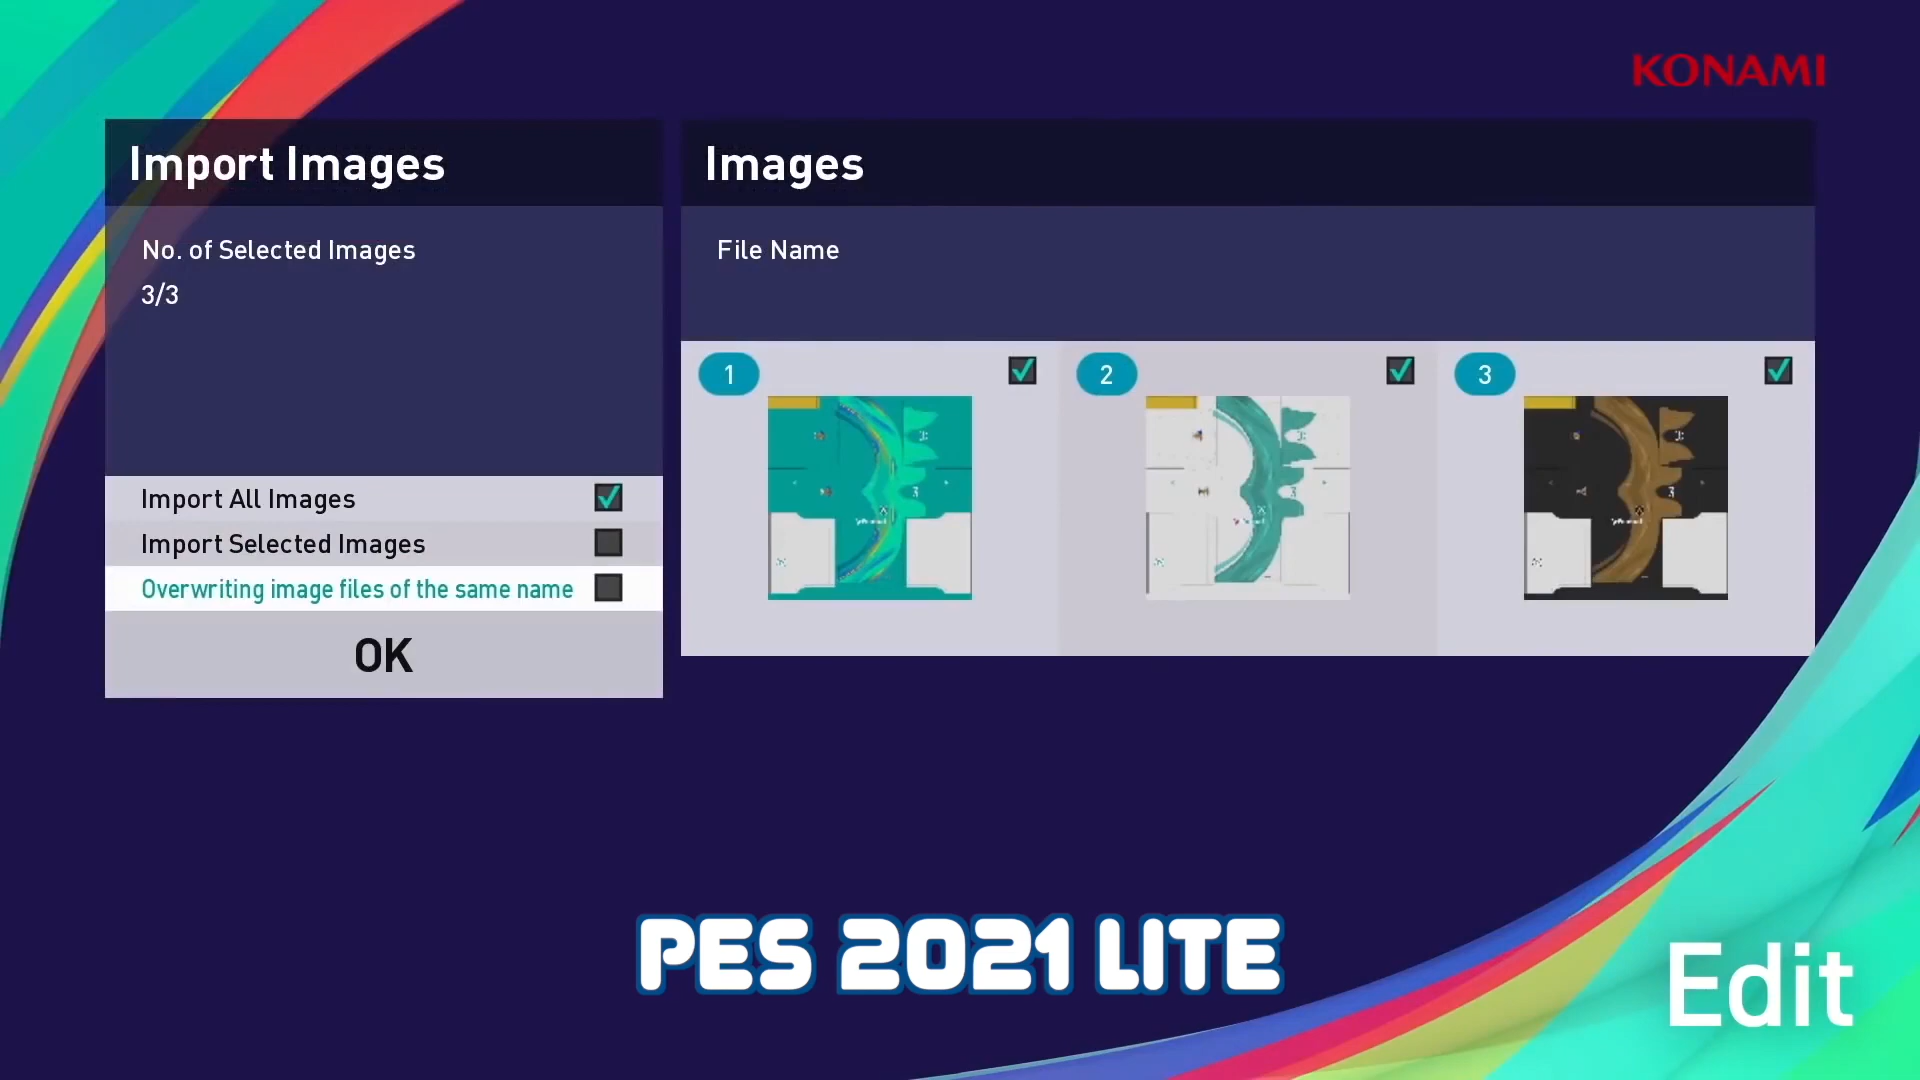 KONAMI
Import Images
No. of Selected Images
3/3
Import All Images
Import Selected Images
Overwriting image files of the same name
OK
Images
File Name
1
2
3
PES 2021 LITE
Edit